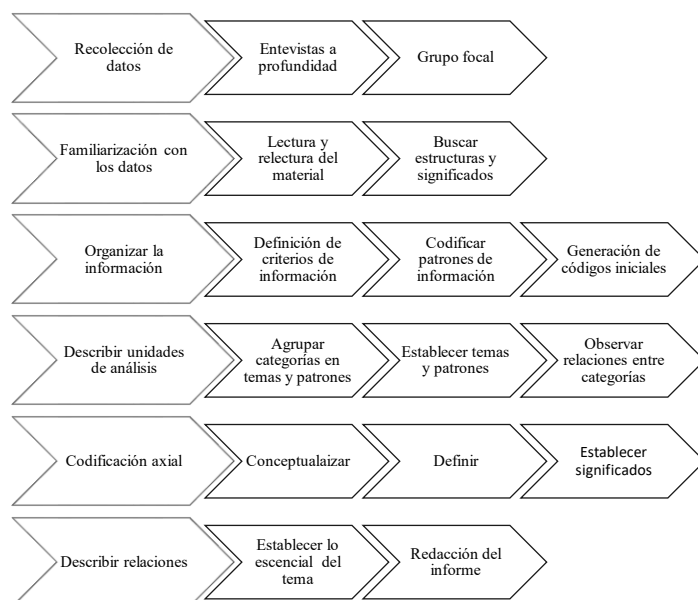 Recolección de
datos
Entevistas a
profundidad
Grupo focal
Familiarización con
los datos
Lectura y
relectura del
material
Buscar
estructuras y
significados
Organizar la
información
Definición de
criterios de
información
Codificar
patrones de
información
Generación de
códigos iniciales
Describir unidades
de análisis
Agrupar
categorías en
temas y patrones
Establecer temas
y patrones
Observar
relaciones entre
categorías
Codificación axial
Conceptualaizar
Definir
Establecer
significados
Describir relaciones
Establecer lo
escencial del
tema
Redacción del
informe